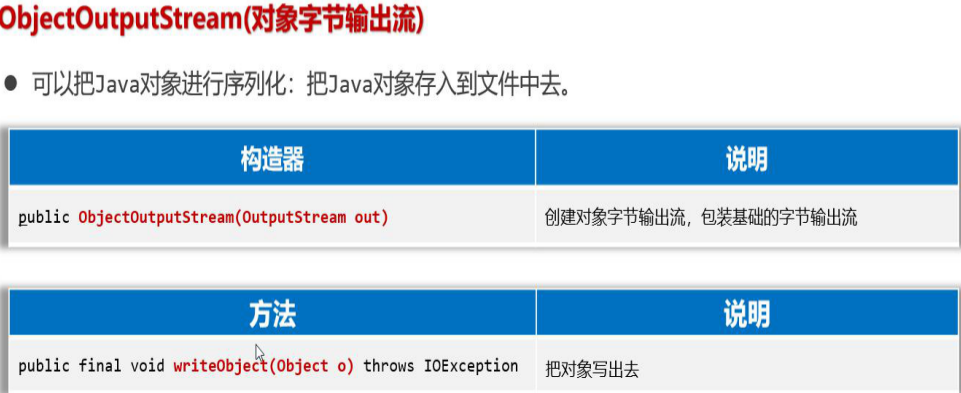 ObjectOutputStream(对象字节输出流)
● 可以把Java对象进行序列化：把Java对象存入到文件中去。
构造器 说明
public ObjectOutputStream(OutputStream out) 创建对象字节输出流，包装基础的字节输出流
方法 说明
public final void writeObject(Object o) throws IOException 把对象写出去